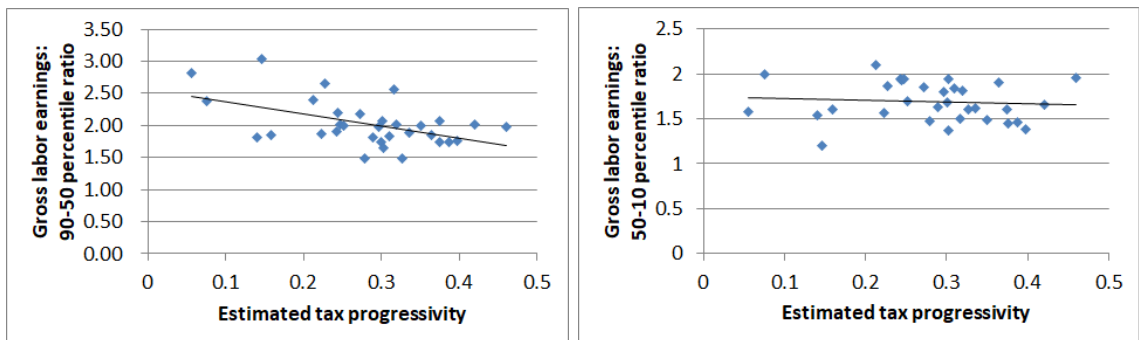 Gross labor earnings:
90-50 percentile ratio
3.50
3.00
2.50
2.00
1.50
1.00
0.50
0.00
0 0.1 0.2 0.3 0.4 0.5
Estimated tax progressivity
Gross labor earnings:
50-10 percentile ratio
2.5
2
1.5
1
0.5
0
0 0.1 0.2 0.3 0.4 0.5
Estimated tax progressivity